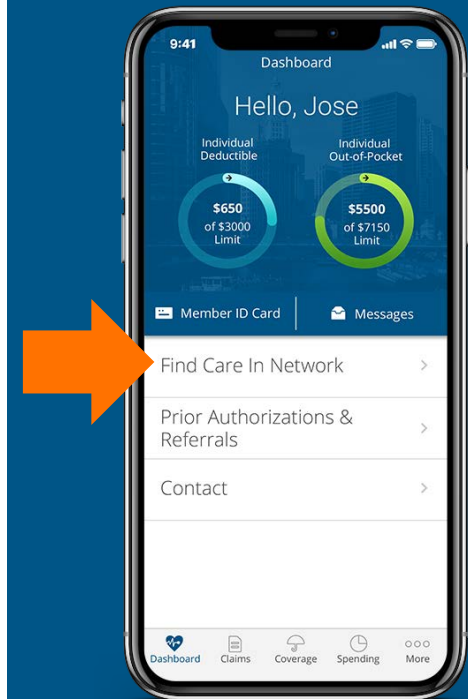 9:41
Dashboard
Hello, Jose
Individual
Deductible
$650
of $3000
Limit
Individual
Out-of-Pocket
$5500
of $7150
Limit
Member ID Card
Messages
Find Care In Network
Prior Authorizations &
Referrals
Contact
Dashboard
Claims
Coverage
Spending
More